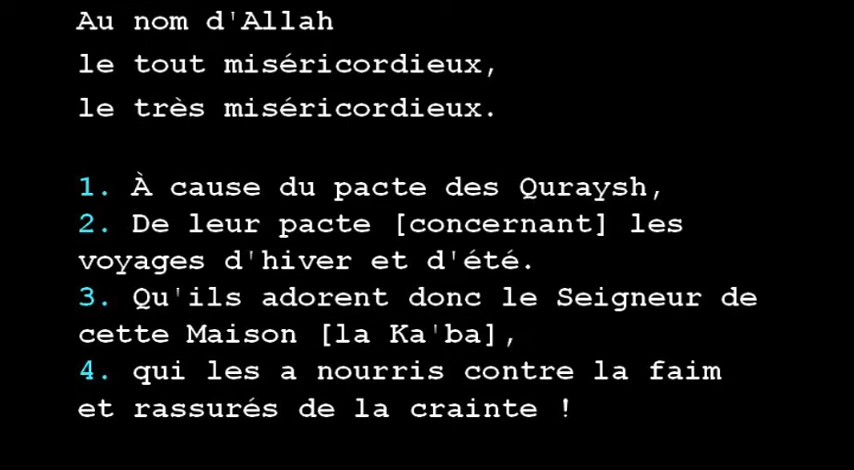 Au nom d'Allah
le tout miséricordieux,
le très miséricordieux.
1. À cause du pacte des Quraysh,
2. De leur pacte [concernant] les
voyages d'hiver et d'été.
3. Qu'ils adorent donc le Seigneur de
cette Maison [la Ka'ba],
4. qui les a nourris contre la faim
et rassurés de la crainte !